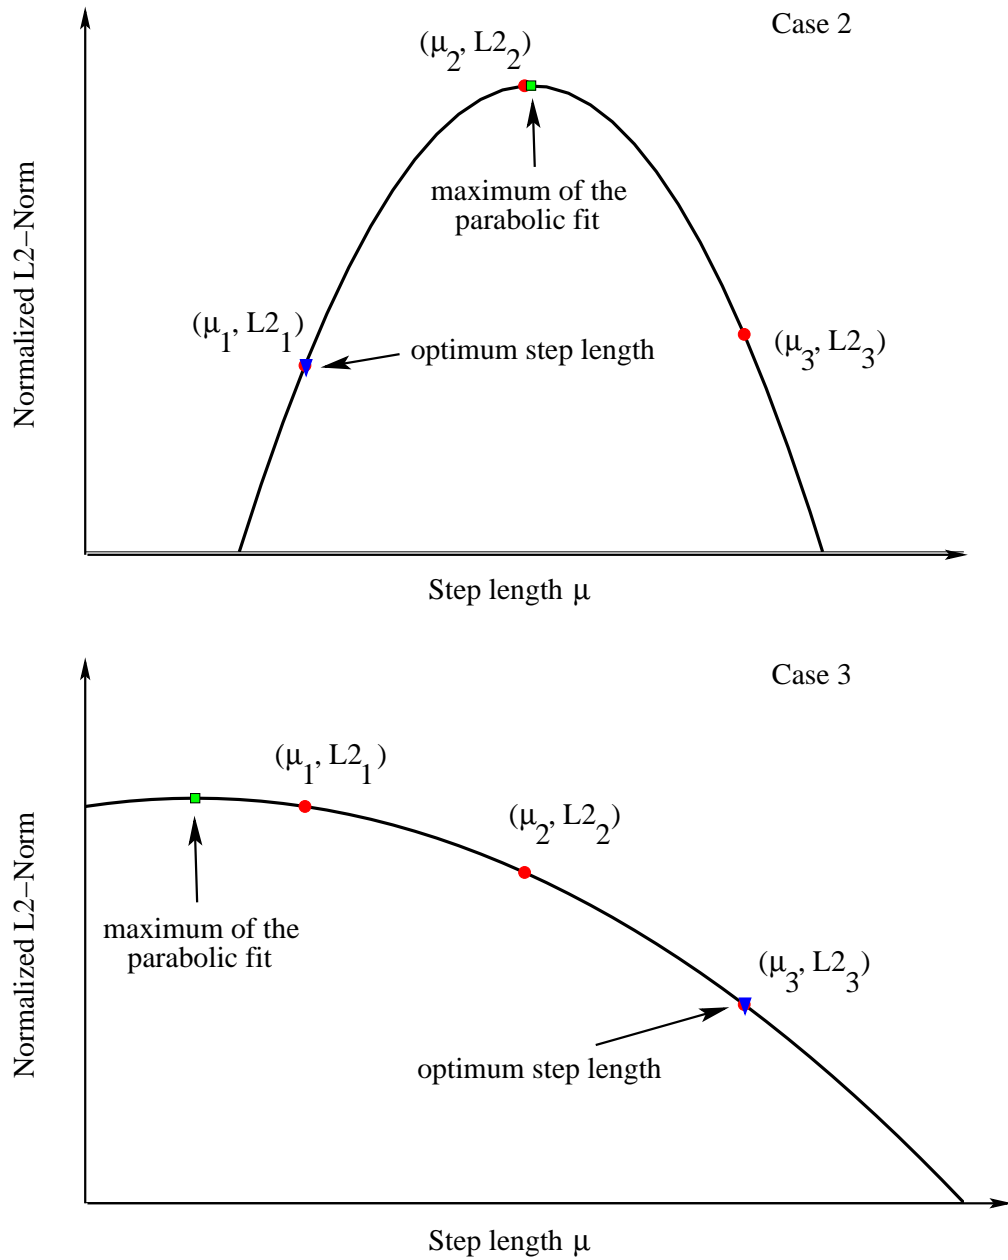 Case 2
(μ2, L22)
maximum of the
parabolic fit
(μ1, L21)
optimum step length
(μ3, L23)
Normalized L2−Norm
Step length μ
Case 3
(μ1, L21)
(μ2, L22)
maximum of the
parabolic fit
(μ3, L23)
optimum step length
Normalized L2−Norm
Step length μ